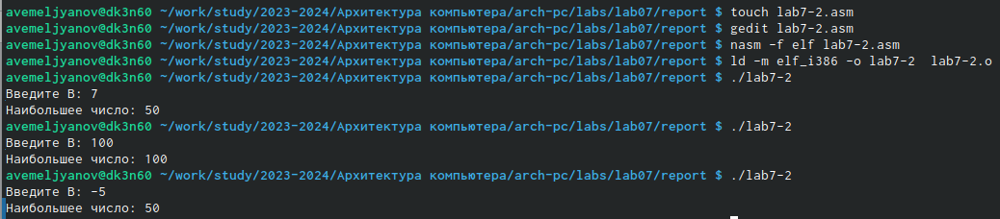 avemeljyanov@dk3n60 ~/work/study/2023-2024/Архитектура компьютера/arch-pc/labs/lab07/report $ touch lab7-2.asm
avemeljyanov@dk3n60 ~/work/study/2023-2024/Архитектура компьютера/arch-pc/labs/lab07/report $ gedit lab7-2.asm
avemeljyanov@dk3n60 ~/work/study/2023-2024/Архитектура компьютера/arch-pc/labs/lab07/report $ nasm -f elf lab7-2.asm
avemeljyanov@dk3n60 ~/work/study/2023-2024/Архитектура компьютера/arch-pc/labs/lab07/report $ ld -m elf_i386 -o lab7-2  lab7-2.o
avemeljyanov@dk3n60 ~/work/study/2023-2024/Архитектура компьютера/arch-pc/labs/lab07/report $ ./lab7-2
Введите B: 7
Наибольшее число: 50
avemeljyanov@dk3n60 ~/work/study/2023-2024/Архитектура компьютера/arch-pc/labs/lab07/report $ ./lab7-2
Введите B: 100
Наибольшее число: 100
avemeljyanov@dk3n60 ~/work/study/2023-2024/Архитектура компьютера/arch-pc/labs/lab07/report $ ./lab7-2
Введите B: -5
Наибольшее число: 50